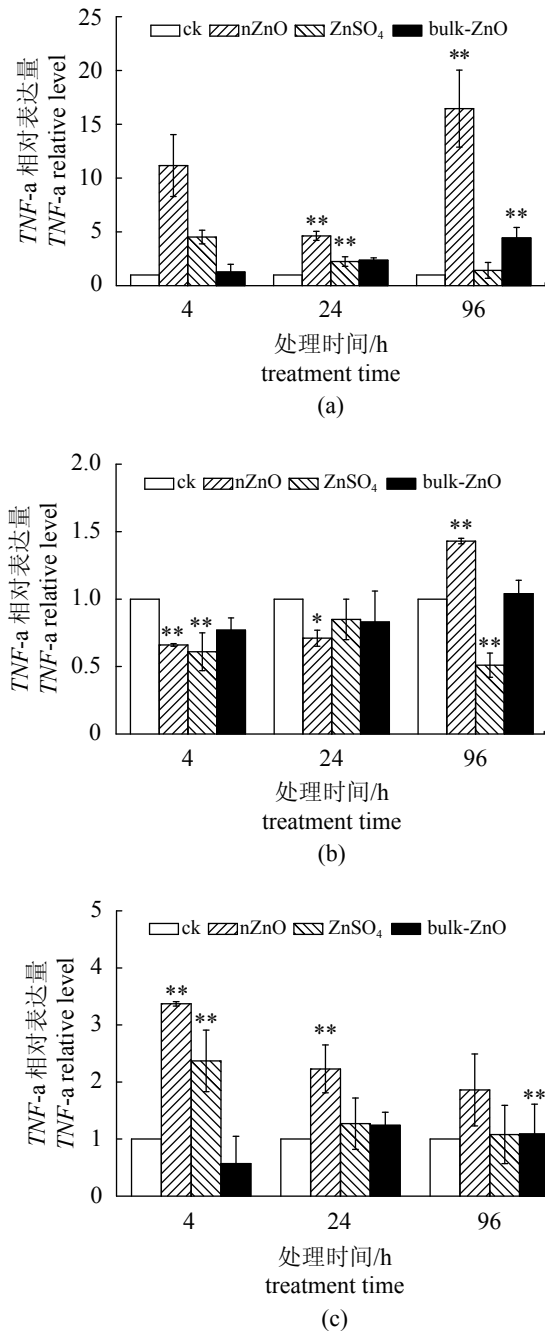 ck nZnO ZnSO₄ bulk-ZnO
TNF-a 相对表达量
TNF-a relative level
25
20
15
10
5
0
** ** ** **
4 24 96
处理时间/h
treatment time
(a)
ck nZnO ZnSO₄ bulk-ZnO
TNF-a 相对表达量
TNF-a relative level
2.0
1.5
1.0
0.5
0
** ** * ** **
4 24 96
处理时间/h
treatment time
(b)
ck nZnO ZnSO₄ bulk-ZnO
TNF-a 相对表达量
TNF-a relative level
5
4
3
2
1
0
** ** ** **
4 24 96
处理时间/h
treatment time
(c)